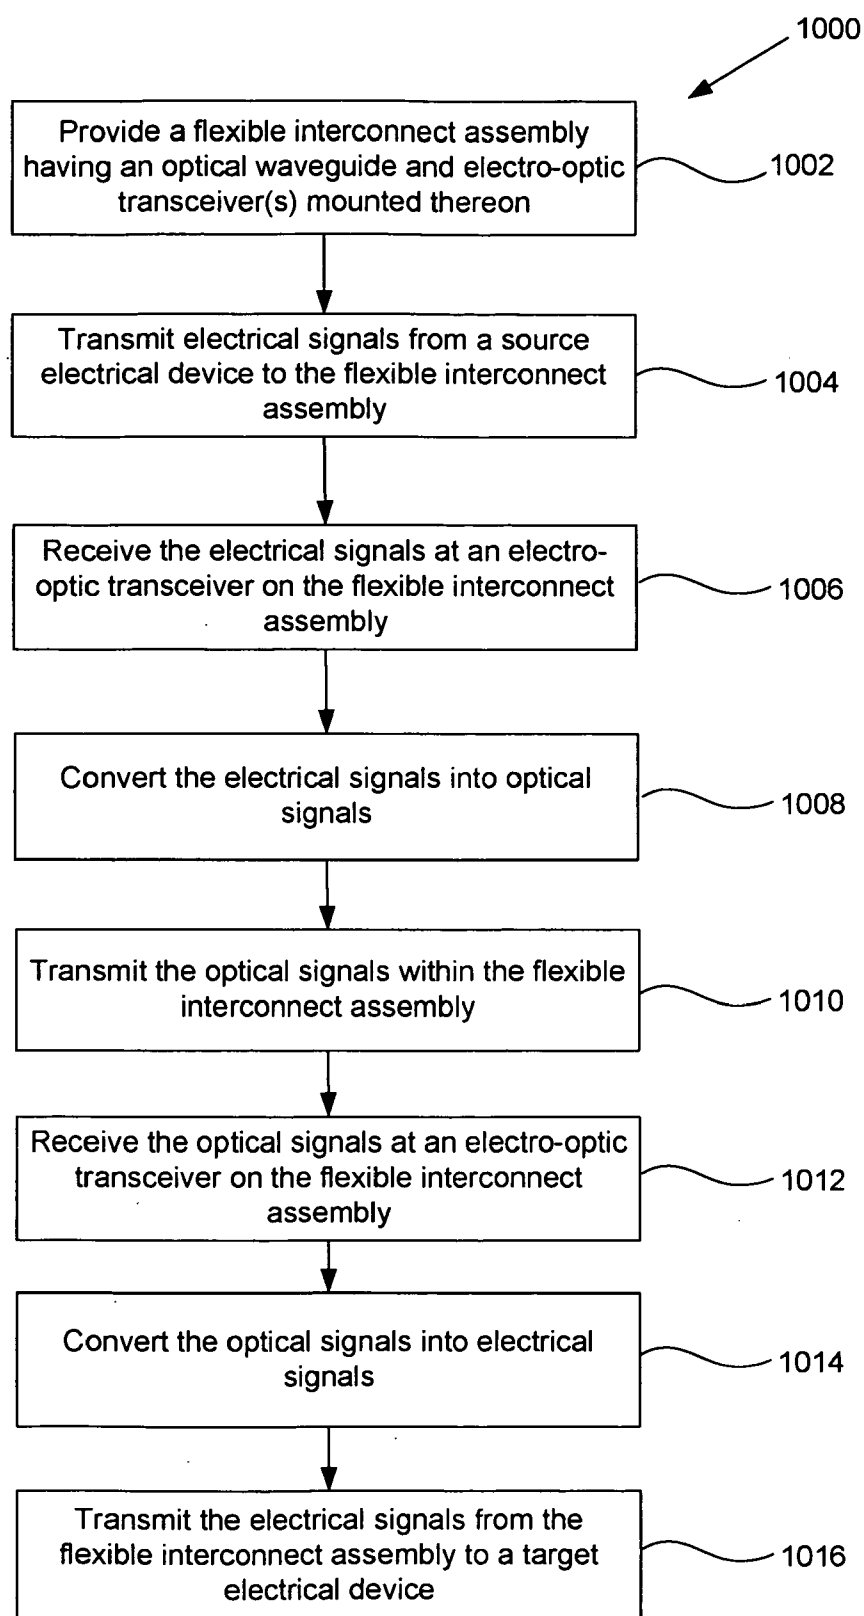 1000
Provide a flexible interconnect assembly
having an optical waveguide and electro-optic
transceiver(s) mounted thereon
1002
Transmit electrical signals from a source
electrical device to the flexible interconnect
assembly
1004
Receive the electrical signals at an electro-
optic transceiver on the flexible interconnect
assembly
1006
Convert the electrical signals into optical
signals
1008
Transmit the optical signals within the flexible
interconnect assembly
1010
Receive the optical signals at an electro-optic
transceiver on the flexible interconnect
assembly
1012
Convert the optical signals into electrical
signals
1014
Transmit the electrical signals from the
flexible interconnect assembly to a target
electrical device
1016